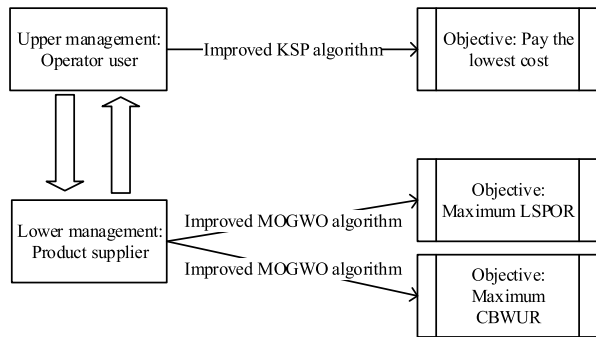 Upper management:
Operator user
Improved KSP algorithm
Objective: Pay the
lowest cost
Lower management:
Product supplier
Improved MOGWO algorithm
Improved MOGWO algorithm
Objective:
Maximum LSPOR
Objective:
Maximum
CBWUR